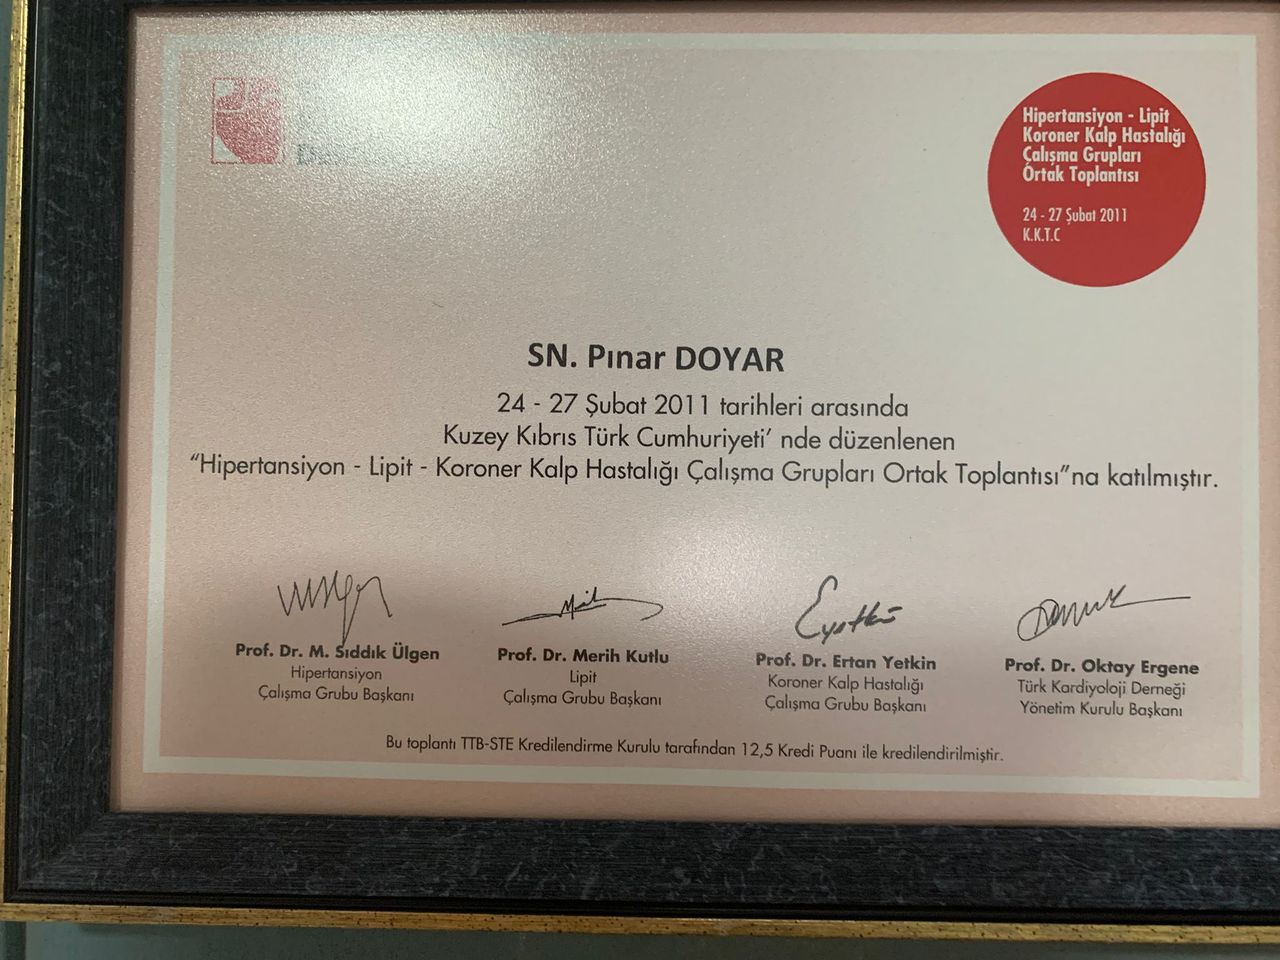 Hipertansiyon - Lipit
Koroner Kalp Hastalığı
Çalışma Grupları
Ortak Toplantısı
24 - 27 Şubat 2011
K.K.T.C
SN. Pınar DOYAR
24 - 27 Şubat 2011 tarihleri arasında
Kuzey Kıbrıs Türk Cumhuriyeti’ nde düzenlenen
“Hipertansiyon - Lipit - Koroner Kalp Hastalığı Çalışma Grupları Ortak Toplantısı”na katılmıştır.
Prof. Dr. M. Sıddık Ülgen
Hipertansiyon
Çalışma Grubu Başkanı
Prof. Dr. Merih Kutlu
Lipit
Çalışma Grubu Başkanı
Prof. Dr. Ertan Yetkin
Koroner Kalp Hastalığı
Çalışma Grubu Başkanı
Prof. Dr. Oktay Ergene
Türk Kardiyoloji Derneği
Yönetim Kurulu Başkanı
Bu toplantı TTB-STE Kredilendirme Kurulu tarafından 12,5 Kredi Puanı ile kredilendirilmiştir.